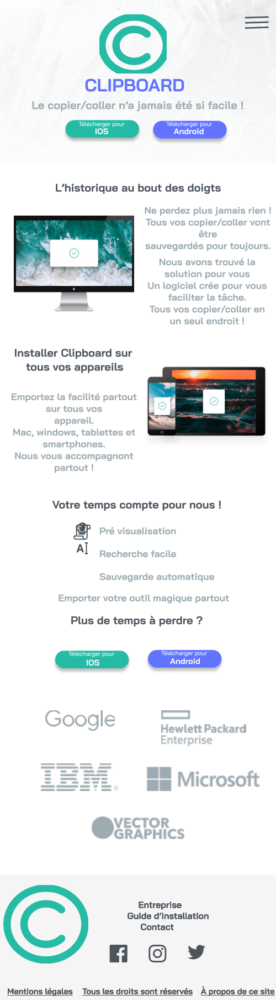 CLIPBOARD
Le copier/coller n’a jamais été si facile !
Télécharger pour
IOS
Télécharger pour
Android
L’historique au bout des doigts
Ne perdez plus jamais rien !
Tous vos copier/coller vont
être
sauvegardés pour toujours.
Nous avons trouvé la
solution pour vous
Un logiciel crée pour vous
faciliter la tâche.
Tous vos copier/coller en
un seul endroit !
Installer Clipboard sur
tous vos appareils
Emportez la facilité partout
sur tous vos
appareil.
Mac, windows, tablettes et
smartphones.
Nous vous accompagnont
partout !
Votre temps compte pour nous !
Pré visualisation
A
Recherche facile
Sauvegarde automatique
Emporter votre outil magique partout
Plus de temps à perdre ?
Télécharger pour
IOS
Télécharger pour
Android
Google
Hewlett Packard
Enterprise
IBM
Microsoft
VECTOR
GRAPHICS
Entreprise
Guide d’installation
Contact
Mentions légales Tous les droits sont réservés À propos de ce site